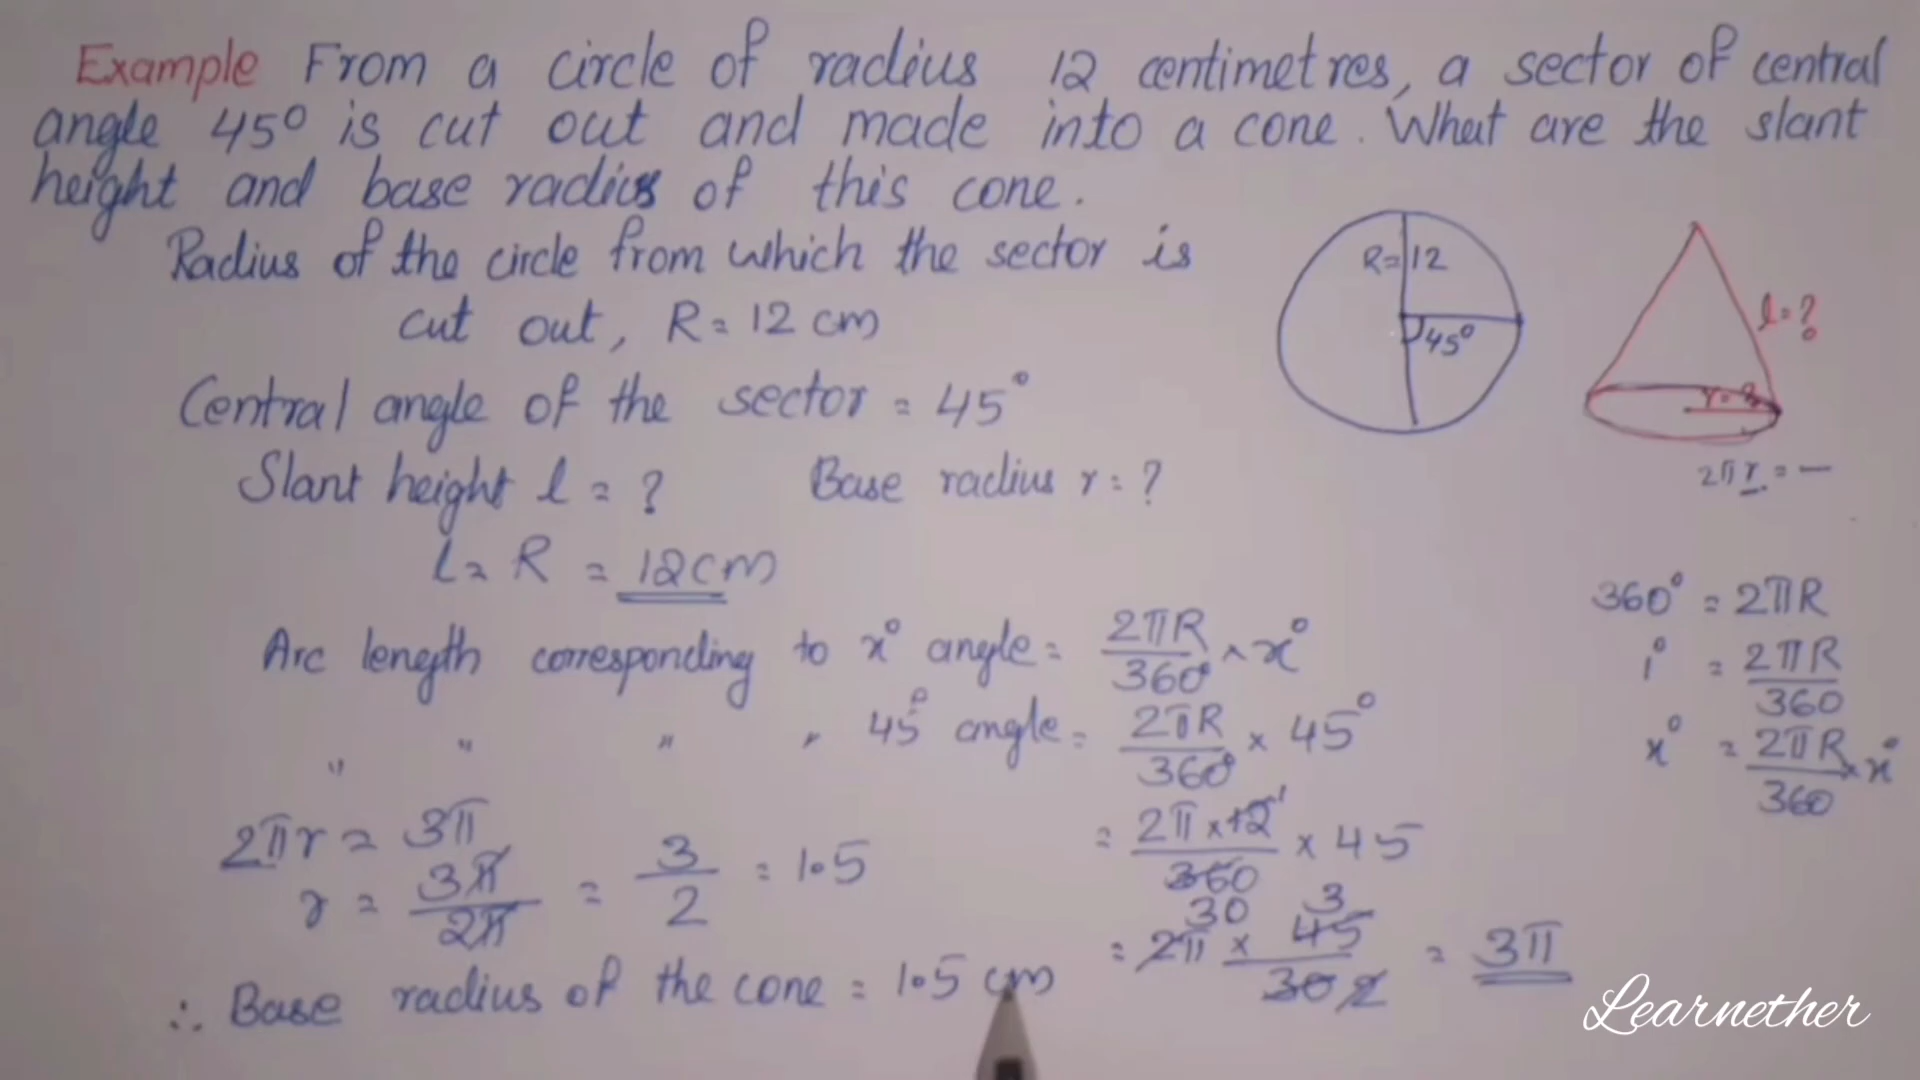 Example From a circle of radius 12 centimetres, a sector of central
angle 45° is cut out and made into a cone. What are the slant
height and base radius of this cone.
Radius of the circle from which the sector is
cut out, R = 12 cm
Central angle of the sector = 45°
Slant height l = ? Base radius r = ?
l = R = 12cm
Arc length corresponding to x° angle = 2πR/360° × x°
" " " " 45° angle = 2πR/360° × 45°
= 2π × 12/360 × 45
30
= 2π × 45/30 = 3π
3
2
2πr = 3π
r = 3π/2π = 3/2 = 1.5
∴ Base radius of the cone = 1.5 cm
R = 12
45°
l = ?
2πr = —
360° = 2πR
1° = 2πR/360
x° = 2πR/360 × x°
Learnether